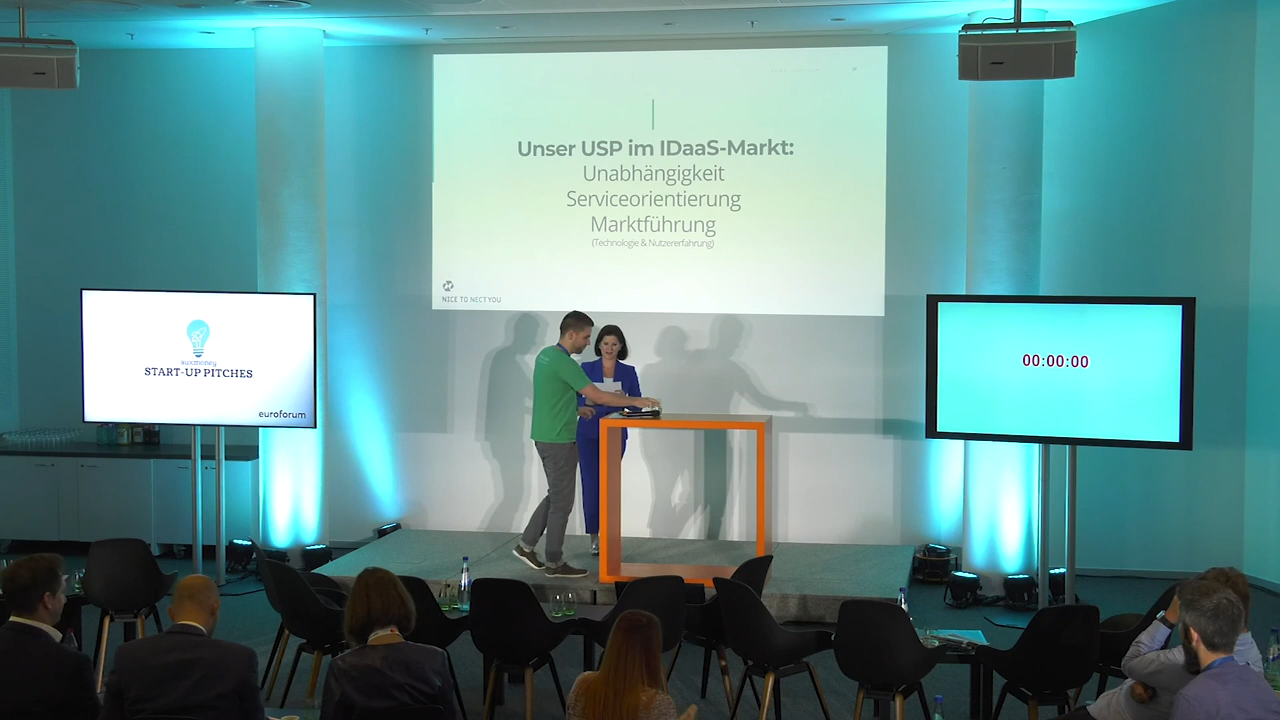 Unser USP im IDaaS-Markt:
Unabhängigkeit
Serviceorientierung
Marktführung
(Technologie & Nutzererfahrung)
NICE TO NECT YOU
auxmoney
START-UP PITCHES
euroforum
00:00:00